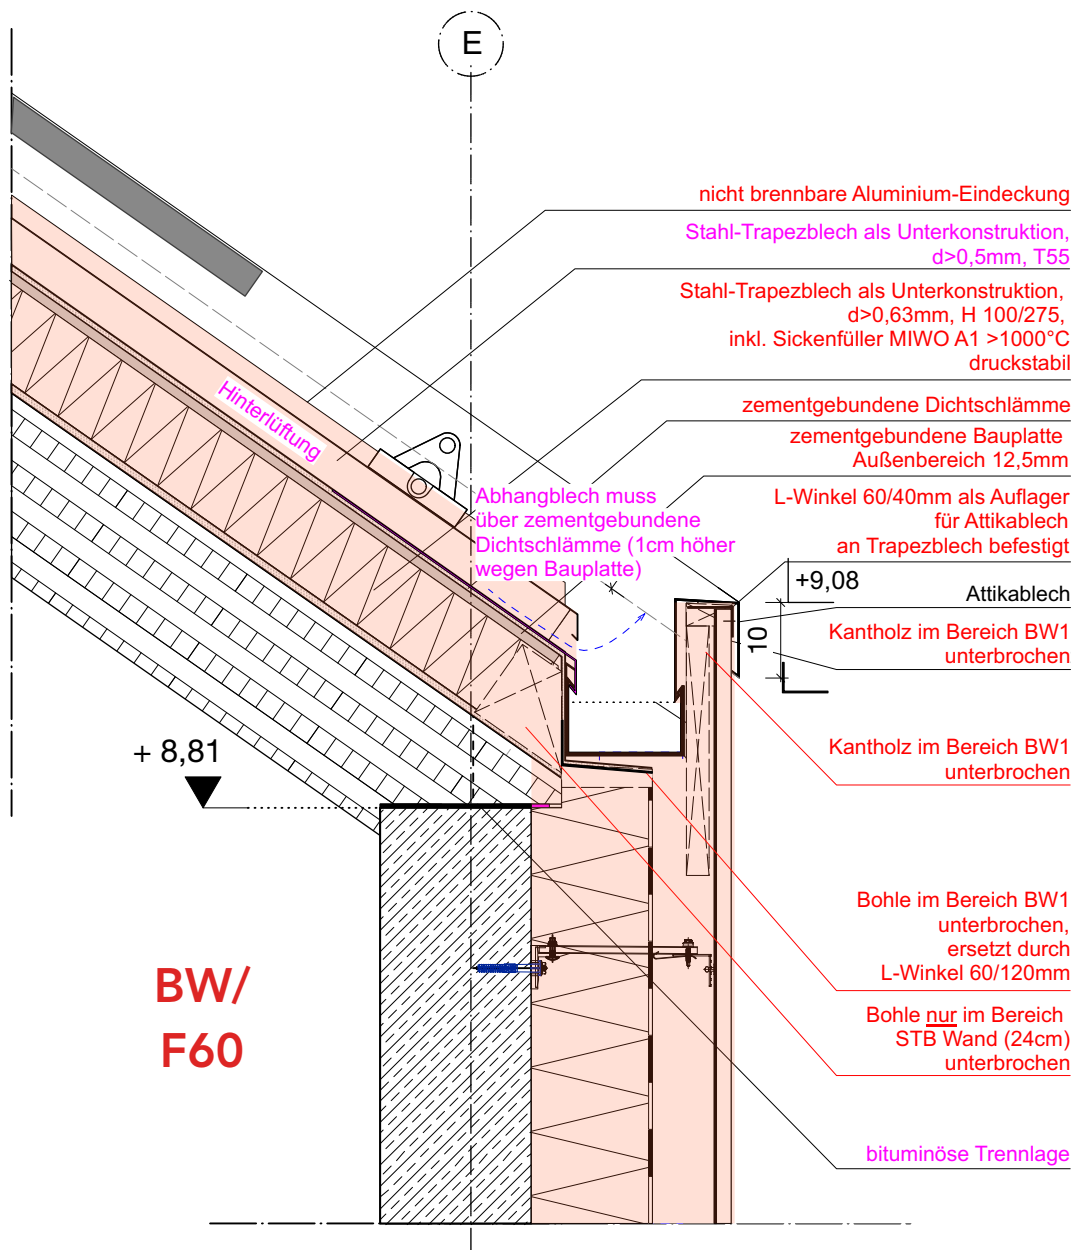 E
nicht brennbare Aluminium-Eindeckung
Stahl-Trapezblech als Unterkonstruktion,
d>0,5mm, T55
Stahl-Trapezblech als Unterkonstruktion,
d>0,63mm, H 100/275,
inkl. Sickenfüller MIWO A1 >1000°C
druckstabil
zementgebundene Dichtschlämme
zementgebundene Bauplatte
Außenbereich 12,5mm
L-Winkel 60/40mm als Auflager
für Attikablech
an Trapezblech befestigt
Hinterlüftung
Abhangblech muss
über zementgebundene
Dichtschlämme (1cm höher
wegen Bauplatte)
+9,08
10
Attikablech
Kantholz im Bereich BW1
unterbrochen
Kantholz im Bereich BW1
unterbrochen
+ 8,81
Bohle im Bereich BW1
unterbrochen,
ersetzt durch
L-Winkel 60/120mm
BW/
F60
Bohle nur im Bereich
STB Wand (24cm)
unterbrochen
bituminöse Trennlage